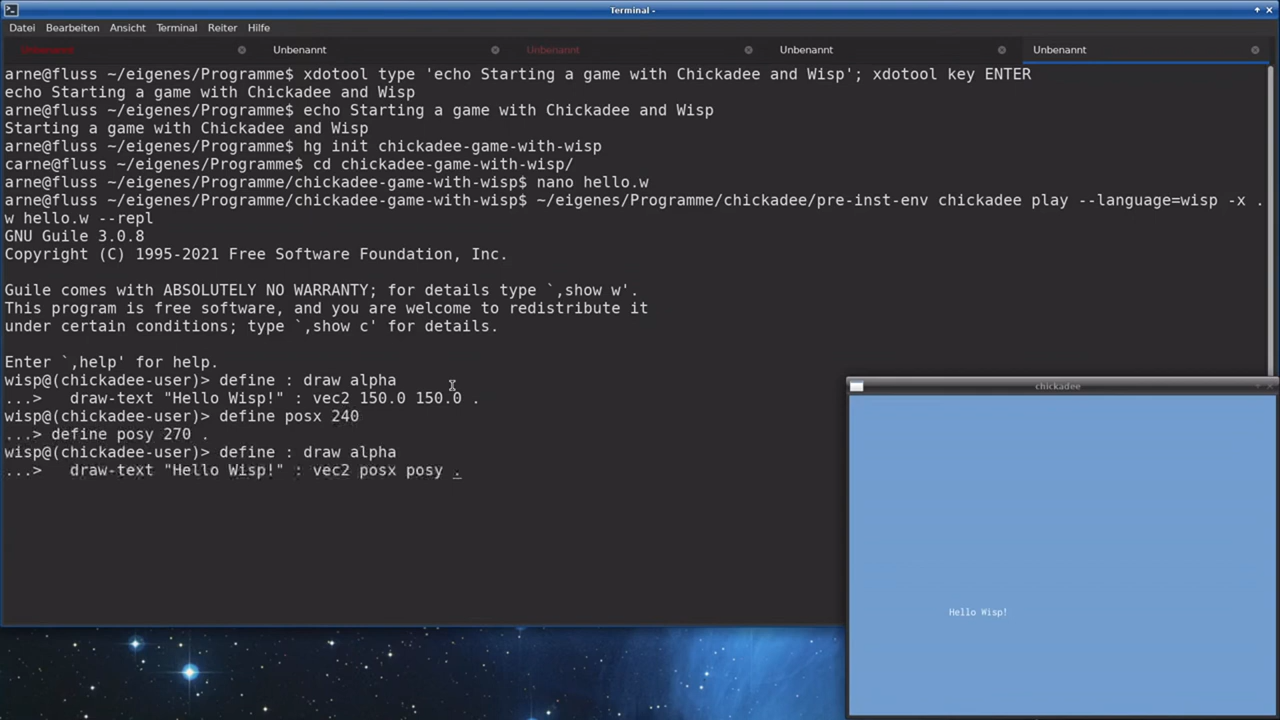 Terminal -
Datei Bearbeiten Ansicht Terminal Reiter Hilfe
Unbenannt Unbenannt Unbenannt Unbenannt Unbenannt
arne@fluss ~/eigenes/Programme$ xdotool type 'echo Starting a game with Chickadee and Wisp'; xdotool key ENTER
echo Starting a game with Chickadee and Wisp
arne@fluss ~/eigenes/Programme$ echo Starting a game with Chickadee and Wisp
Starting a game with Chickadee and Wisp
arne@fluss ~/eigenes/Programme$ hg init chickadee-game-with-wisp
carne@fluss ~/eigenes/Programme$ cd chickadee-game-with-wisp/
arne@fluss ~/eigenes/Programme/chickadee-game-with-wisp$ nano hello.w
arne@fluss ~/eigenes/Programme/chickadee-game-with-wisp$ ~/eigenes/Programme/chickadee/pre-inst-env chickadee play --language=wisp -x .
w hello.w --repl
GNU Guile 3.0.8
Copyright (C) 1995-2021 Free Software Foundation, Inc.
Guile comes with ABSOLUTELY NO WARRANTY; for details type `,show w'.
This program is free software, and you are welcome to redistribute it
under certain conditions; type `,show c' for details.
Enter `,help' for help.
wisp@(chickadee-user)> define : draw alpha
...>   draw-text "Hello Wisp!" : vec2 150.0 150.0 .
wisp@(chickadee-user)> define posx 240
...> define posy 270 .
wisp@(chickadee-user)> define : draw alpha
...>   draw-text "Hello Wisp!" : vec2 posx posy .
chickadee
Hello Wisp!